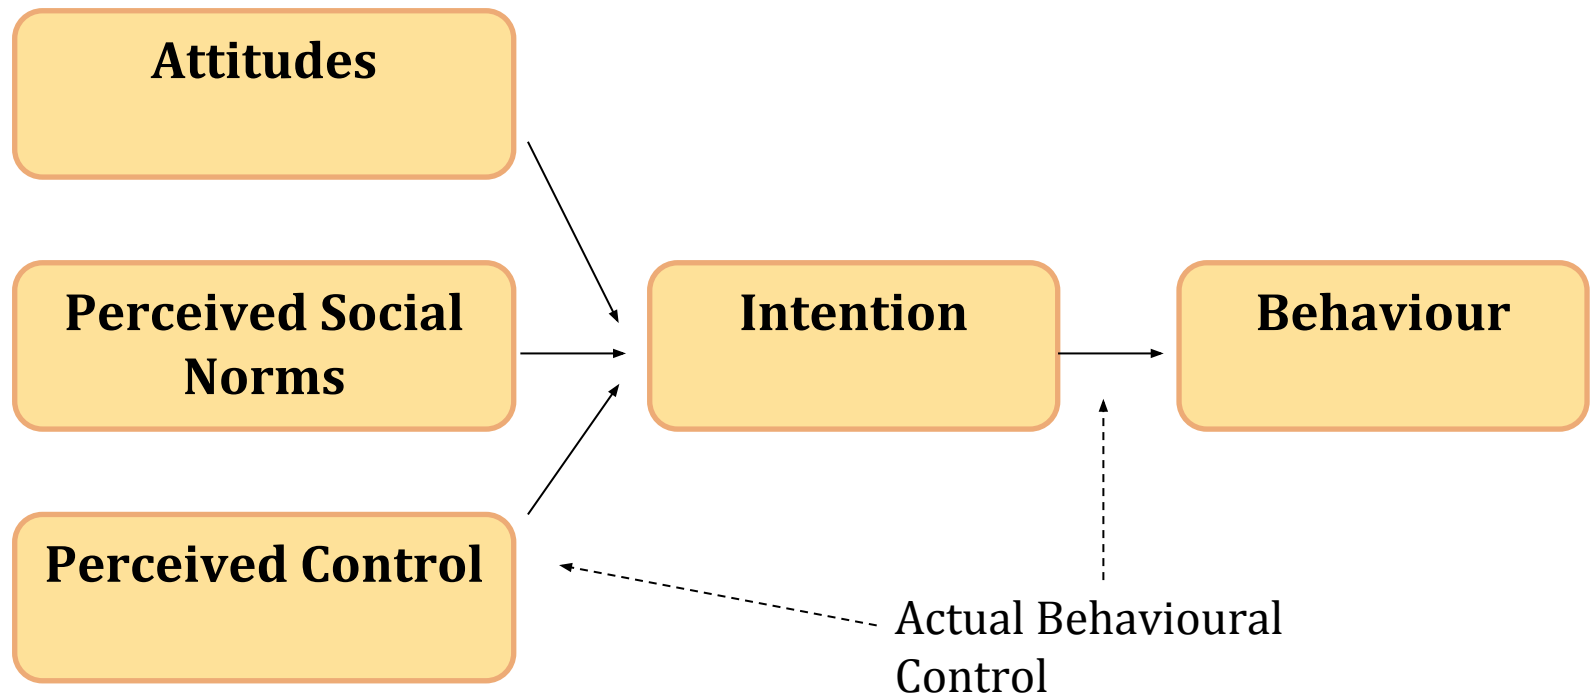 Attitudes
Perceived Social
Norms
Intention
Behaviour
Perceived Control
Actual Behavioural
Control